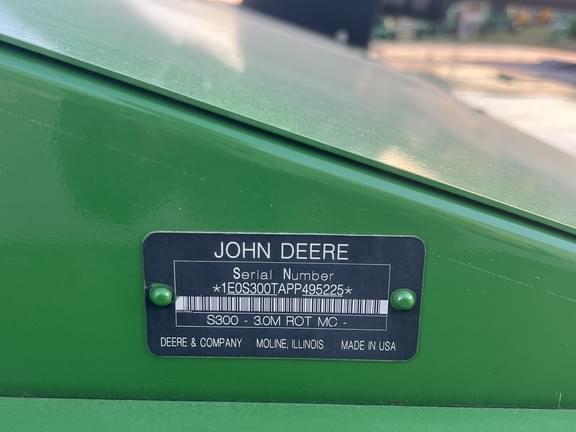 JOHN DEERE
Serial Number
*1E0S300TAPP495225*
S300 - 3.0M ROT MC -
DEERE & COMPANY MOLINE, ILLINOIS MADE IN USA